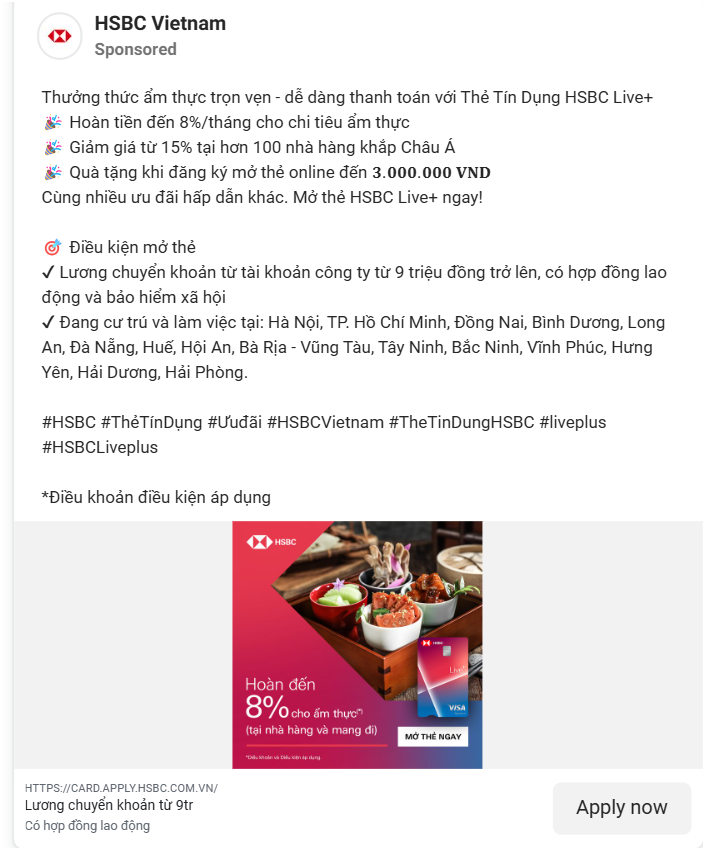 HSBC Vietnam
Sponsored
Thưởng thức ẩm thực trọn vẹn - dễ dàng thanh toán với Thẻ Tín Dụng HSBC Live+
🎉 Hoàn tiền đến 8%/tháng cho chi tiêu ẩm thực
🎉 Giảm giá từ 15% tại hơn 100 nhà hàng khắp Châu Á
🎉 Quà tặng khi đăng ký mở thẻ online đến 3.000.000 VND
Cùng nhiều ưu đãi hấp dẫn khác. Mở thẻ HSBC Live+ ngay!
🎯 Điều kiện mở thẻ
✔ Lương chuyển khoản từ tài khoản công ty từ 9 triệu đồng trở lên, có hợp đồng lao
động và bảo hiểm xã hội
✔ Đang cư trú và làm việc tại: Hà Nội, TP. Hồ Chí Minh, Đồng Nai, Bình Dương, Long
An, Đà Nẵng, Huế, Hội An, Bà Rịa - Vũng Tàu, Tây Ninh, Bắc Ninh, Vĩnh Phúc, Hưng
Yên, Hải Dương, Hải Phòng.
#HSBC #ThẻTínDụng #Ưuđãi #HSBCVietnam #TheTinDungHSBC #liveplus
#HSBCLiveplus
*Điều khoản điều kiện áp dụng
HSBC
HSBC
Live+
VISA
Hoàn đến
8% cho ẩm thực(*)
(tại nhà hàng và mang đi)
MỞ THẺ NGAY
*Điều khoản và Điều kiện áp dụng
HTTPS://CARD.APPLY.HSBC.COM.VN/
Lương chuyển khoản từ 9tr
Có hợp đồng lao động
Apply now